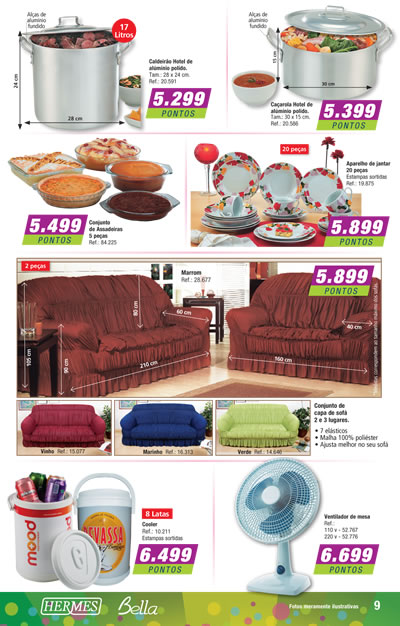 Alças de
alumínio
fundido
17
Litros
24 cm
28 cm
Caldeirão Hotel de
alúminio polido.
Tam.: 28 x 24 cm.
Ref.: 20.591
5.299
PONTOS
Alças de
alumínio
fundido
15 cm
30 cm
Caçarola Hotel de
alúminio polido.
Tam.: 30 x 15 cm.
Ref.: 20.586
5.399
PONTOS
5.499
PONTOS
Conjunto
de Assadeiras
5 peças
Ref.: 84.225
20 peças
Aparelho de jantar
20 peças
Estampas sortidas
Ref.: 19.875
5.899
PONTOS
2 peças
Marrom
Ref.: 28.677
5.899
PONTOS
80 cm
60 cm
40 cm
105 cm
90 cm
210 cm
160 cm
Vinho Ref.: 15.077
Marinho Ref.: 16.313
Verde Ref.: 14.646
Conjunto de
capa de sofá
2 e 3 lugares.
• 7 elásticos
• Malha 100% poliéster
• Ajusta melhor no seu sofá
mood
DEVASSA
8 Latas
Cooler
Ref.: 10.211
Estampas sortidas
6.499
PONTOS
Ventilador de mesa
Ref.:
110 v - 52.767
220 v - 52.776
6.699
PONTOS
HERMES
Bella
Fotos meramente ilustrativas
9